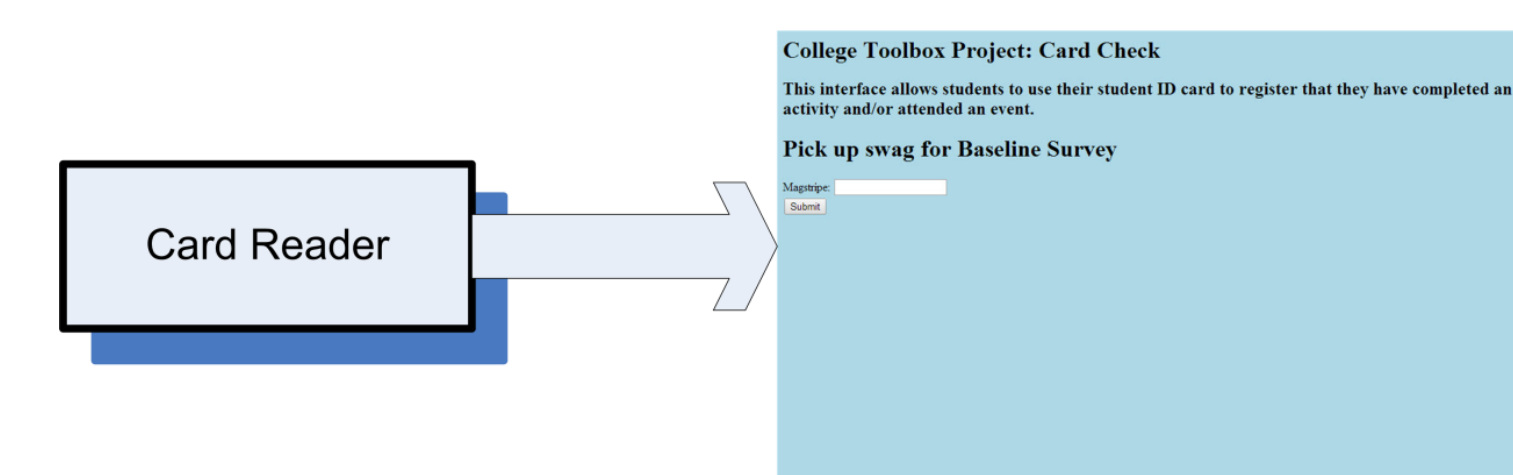 Card Reader
College Toolbox Project: Card Check
This interface allows students to use their student ID card to register that they have completed an
activity and/or attended an event.
Pick up swag for Baseline Survey
Magstripe:
Submit